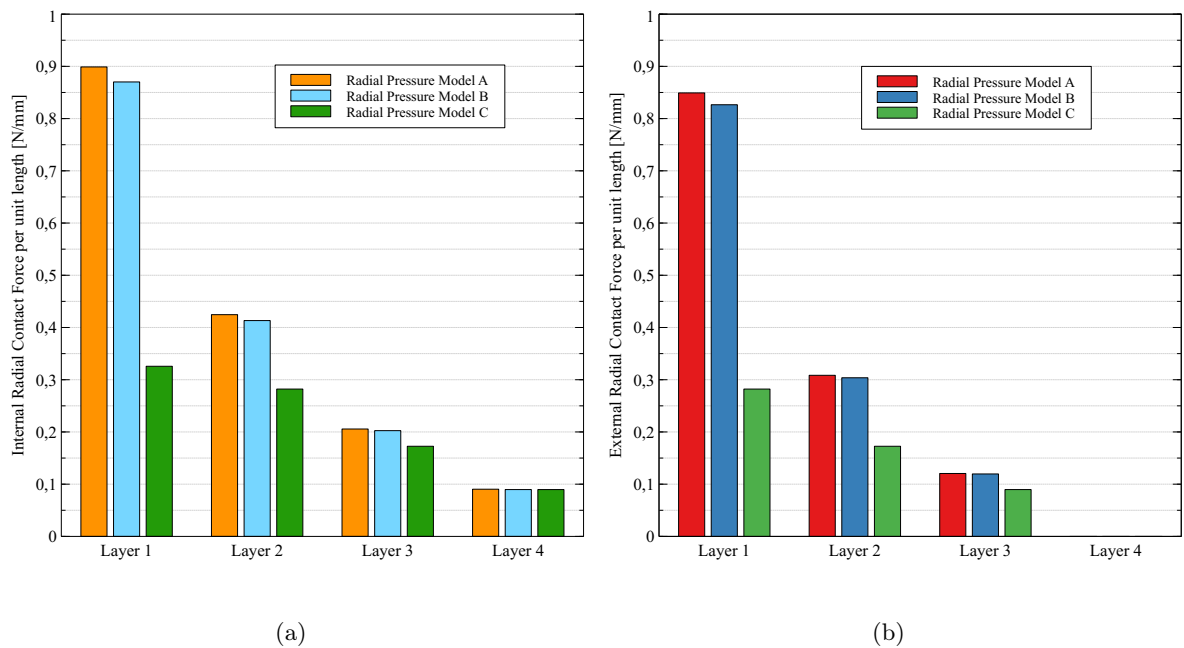 Internal Radial Contact Force per unit length [N/mm]
1
0,9
0,8
0,7
0,6
0,5
0,4
0,3
0,2
0,1
0
Radial Pressure Model A
Radial Pressure Model B
Radial Pressure Model C
Layer 1
Layer 2
Layer 3
Layer 4
(a)
External Radial Contact Force per unit length [N/mm]
1
0,9
0,8
0,7
0,6
0,5
0,4
0,3
0,2
0,1
0
Radial Pressure Model A
Radial Pressure Model B
Radial Pressure Model C
Layer 1
Layer 2
Layer 3
Layer 4
(b)